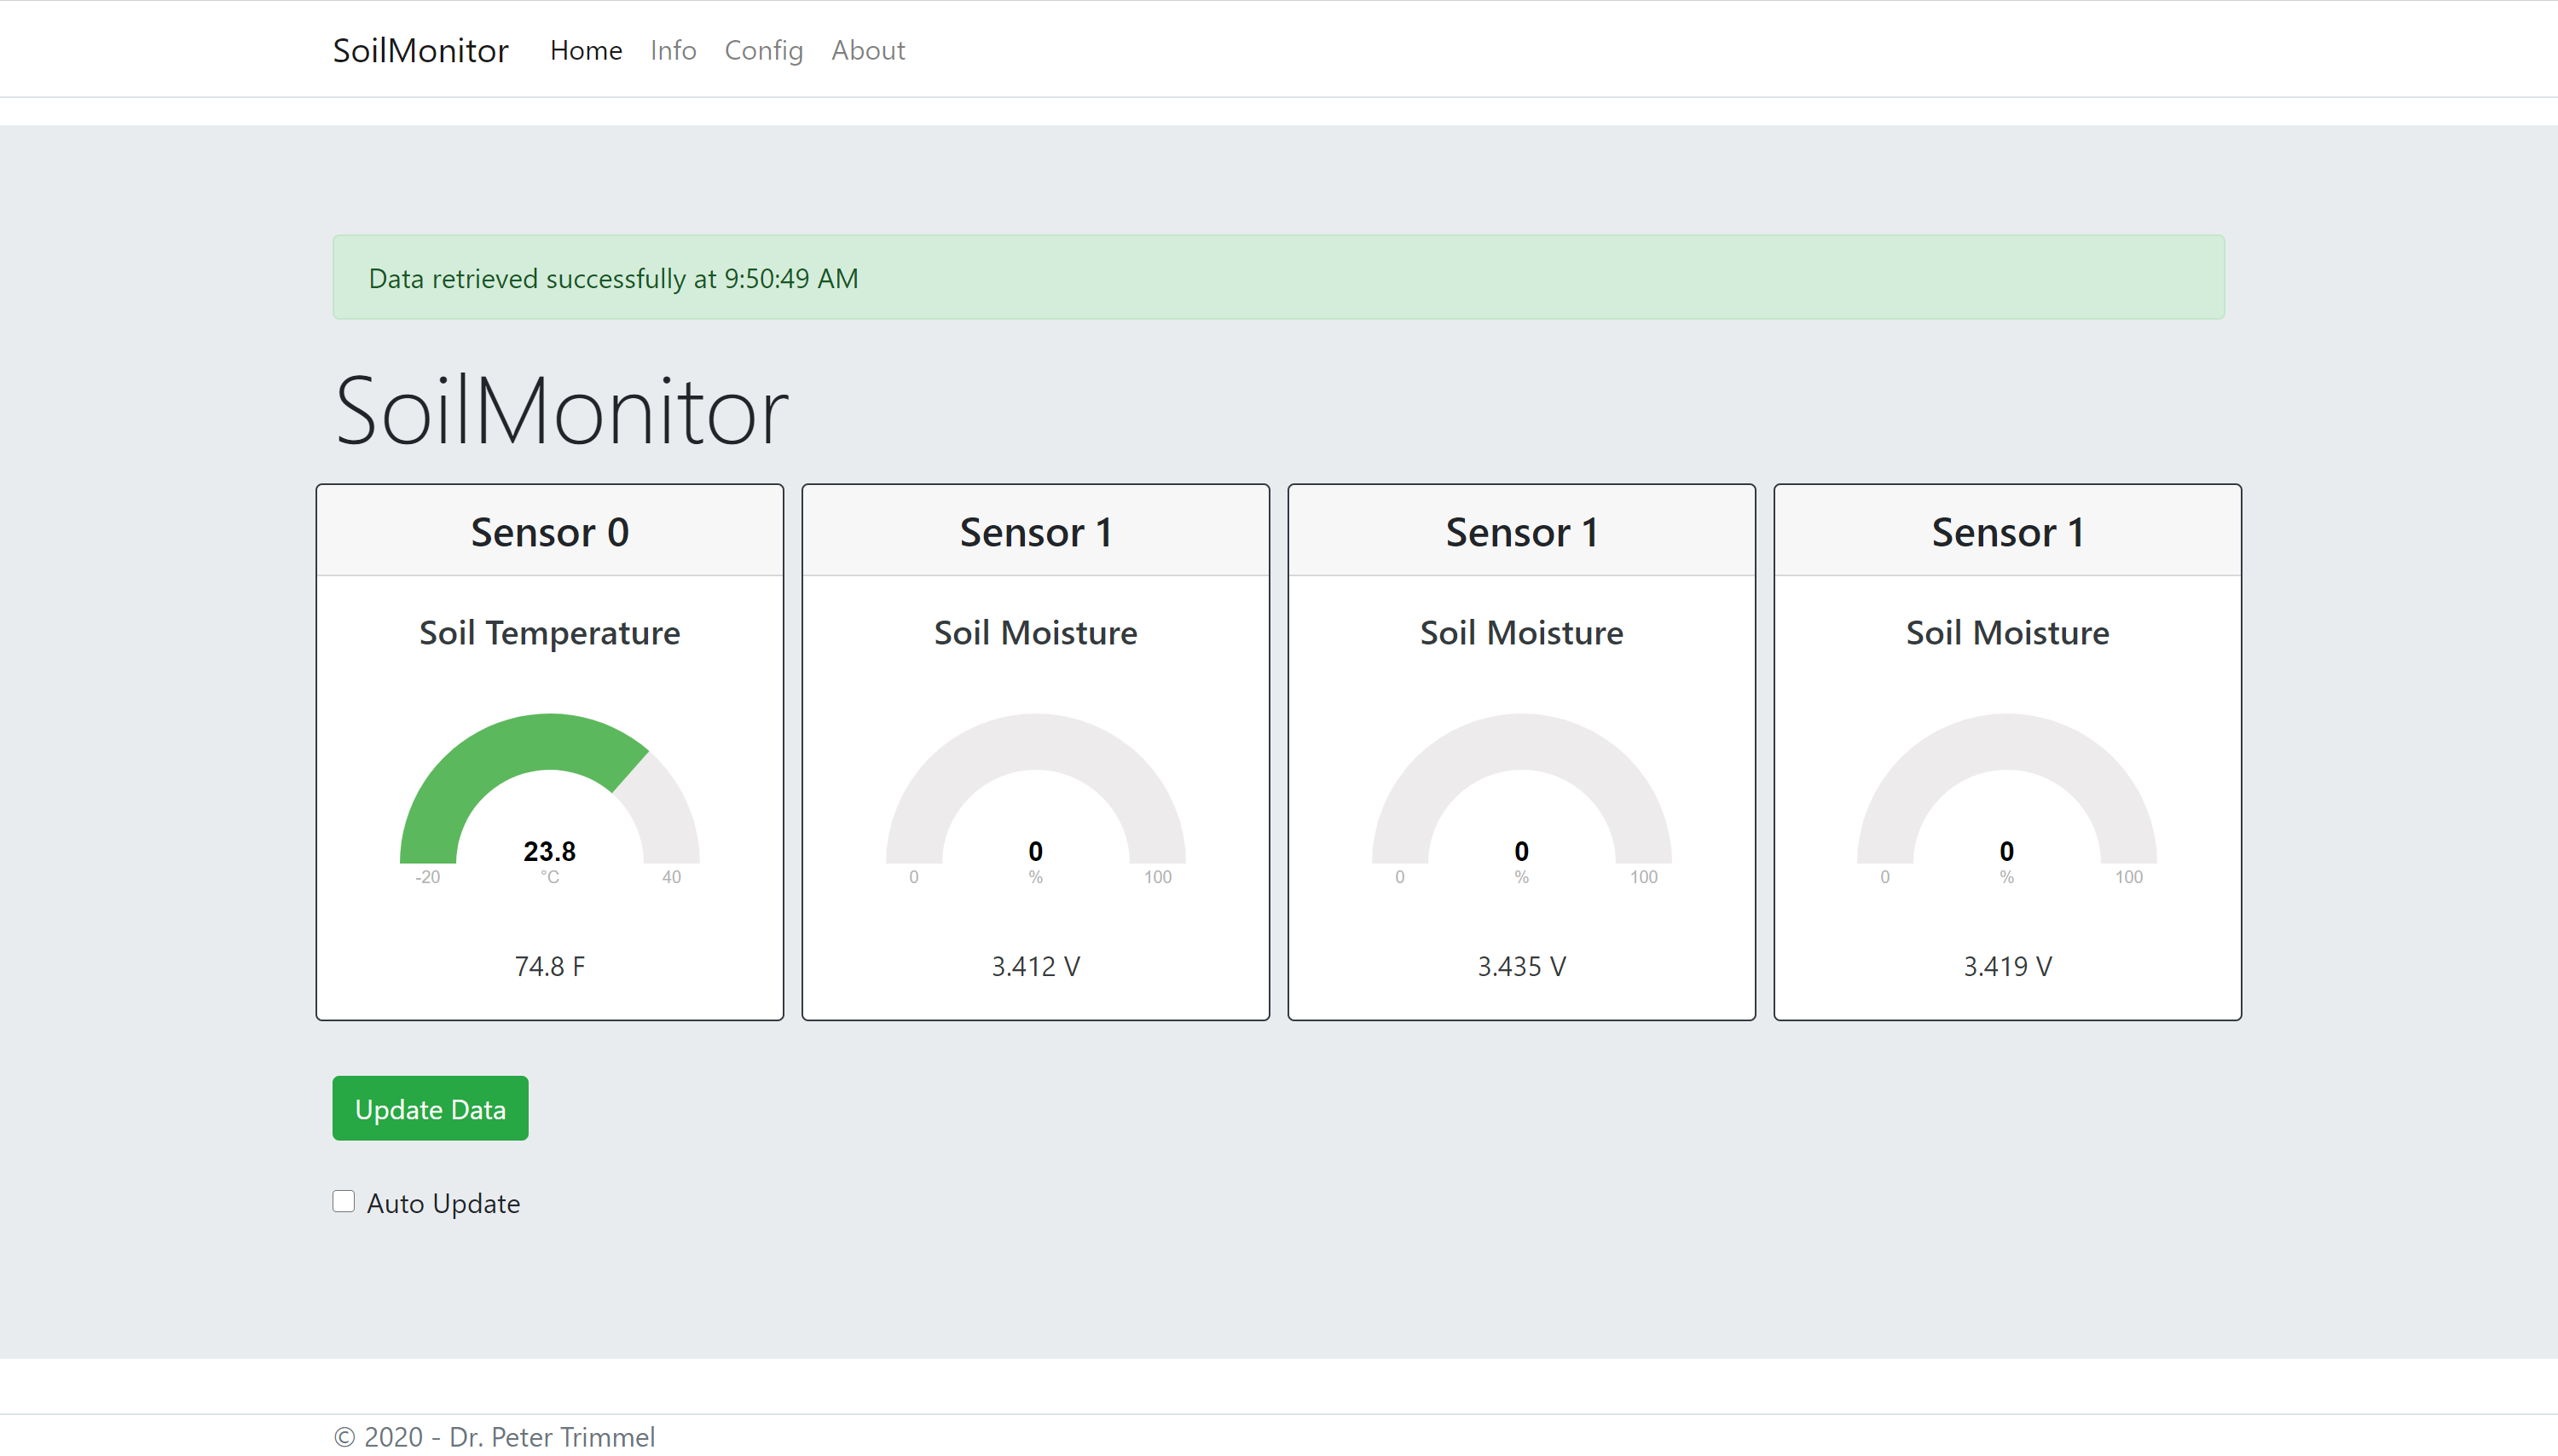 SoilMonitor Home Info Config About
Data retrieved successfully at 9:50:49 AM
SoilMonitor
Sensor 0
Soil Temperature
23.8
-20 °C 40
74.8 F
Sensor 1
Soil Moisture
0
0 % 100
3.412 V
Sensor 1
Soil Moisture
0
0 % 100
3.435 V
Sensor 1
Soil Moisture
0
0 % 100
3.419 V
Update Data
Auto Update
© 2020 - Dr. Peter Trimmel